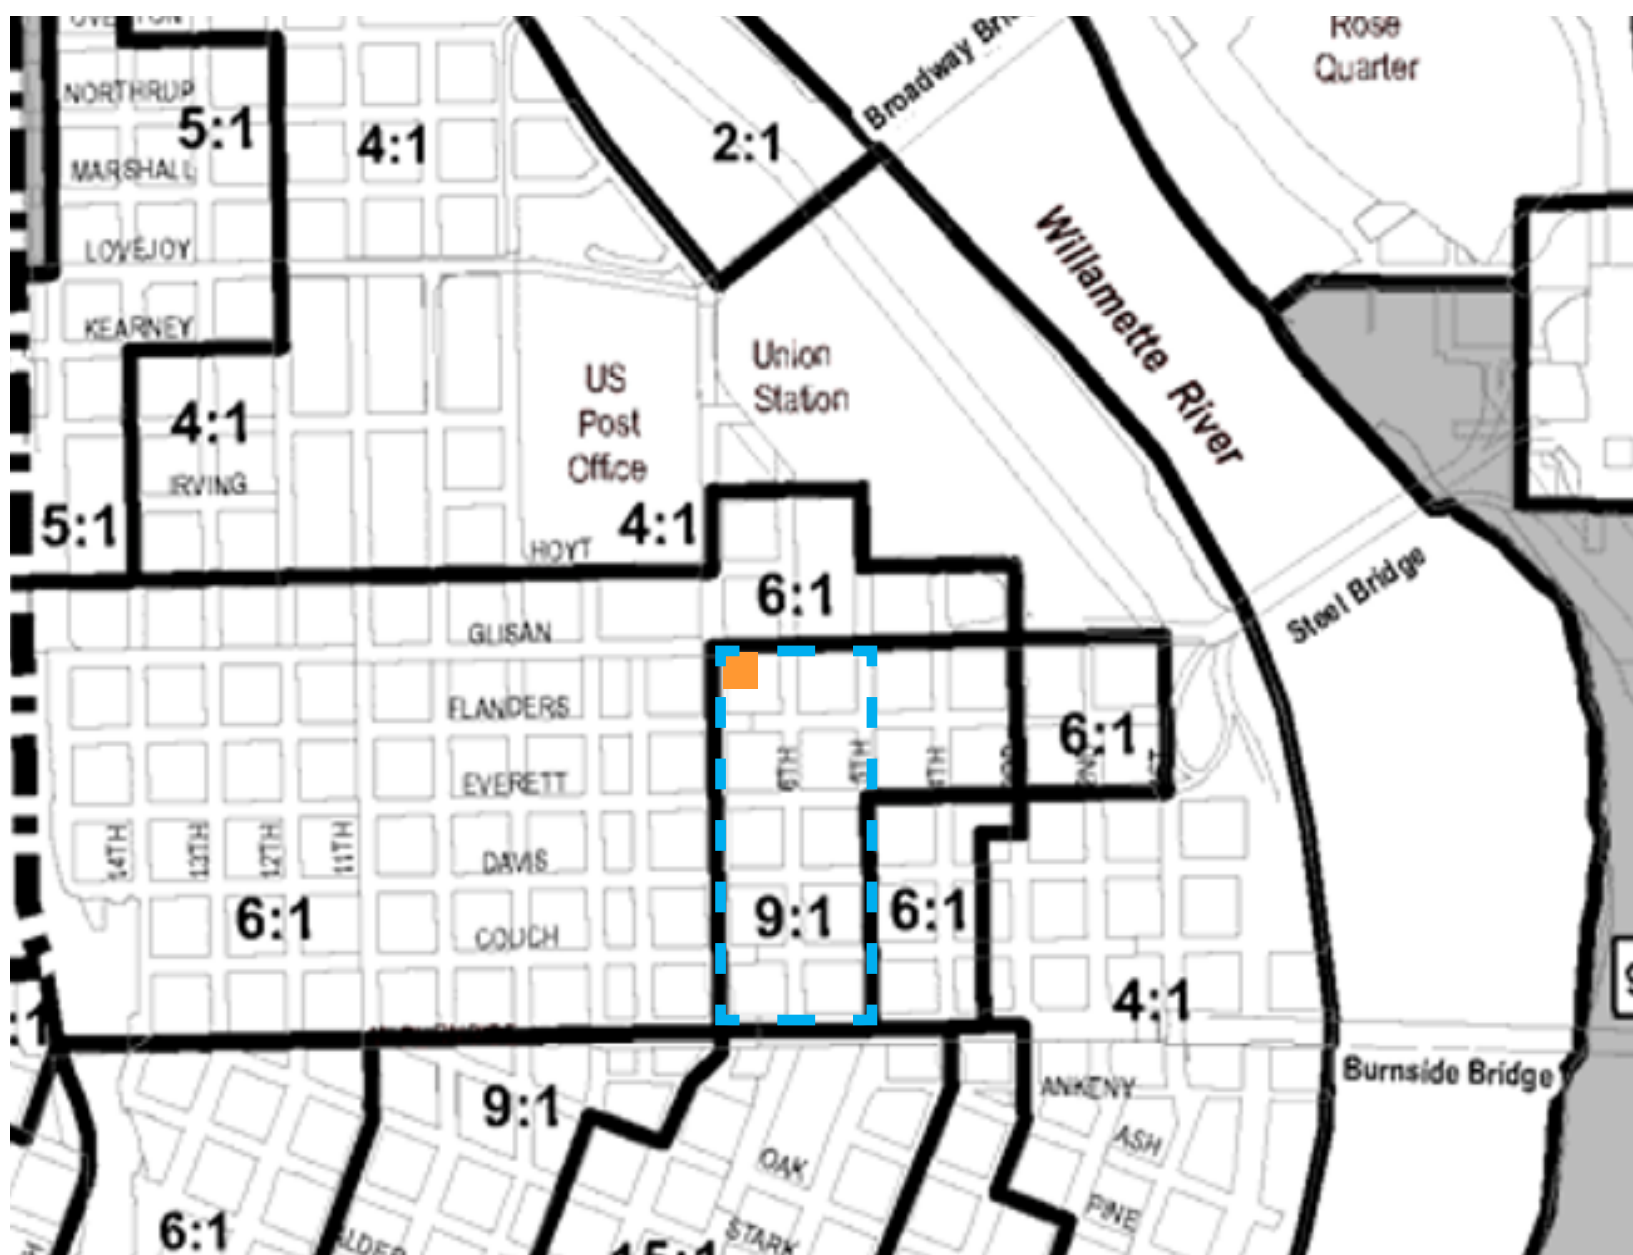 Rose
Quarter
Broadway
NORTHRUP
5:1
4:1
2:1
MARSHALL
LOVEJOY
Willamette River
KEARNEY
Union
Station
US
Post
Office
4:1
IRVING
5:1
4:1
HOYT
6:1
Steel Bridge
GLISAN
FLANDERS
6:1
6TH
5TH
4TH
EVERETT
14TH
13TH
12TH
11TH
DAVIS
6:1
9:1
6:1
COUCH
4:1
Burnside Bridge
9:1
ANKENY
ASH
OAK
PINE
6:1
STARK
15:1